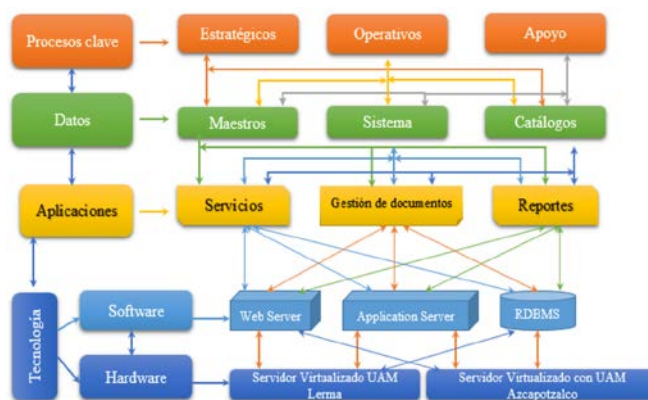 Procesos clave
Estratégicos
Operativos
Apoyo
Datos
Maestros
Sistema
Catálogos
Aplicaciones
Servicios
Gestión de documentos
Reportes
Tecnología
Software
Web Server
Application Server
RDBMS
Hardware
Servidor Virtualizado UAM
Lerma
Servidor Virtualizado con UAM
Azcapotzalco